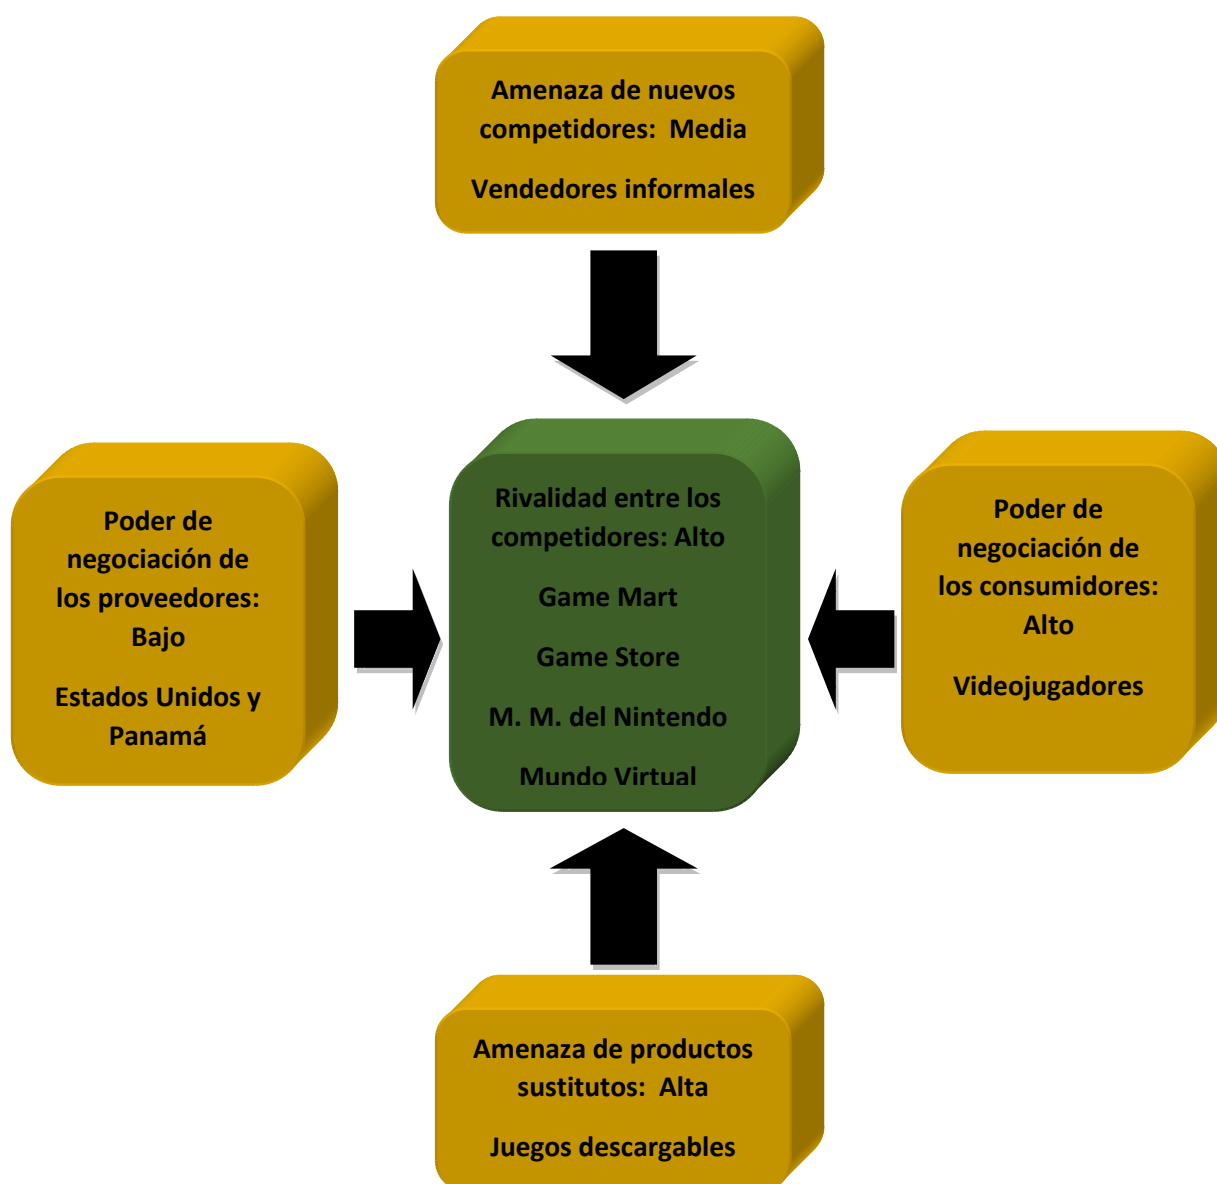 Amenaza de nuevos
competidores:  Media
Vendedores informales
Poder de
negociación de
los proveedores:
Bajo
Estados Unidos y
Panamá
Rivalidad entre los
competidores: Alto
Game Mart
Game Store
M. M. del Nintendo
Mundo Virtual
Poder de
negociación de
los consumidores:
Alto
Videojugadores
Amenaza de productos
sustitutos:  Alta
Juegos descargables